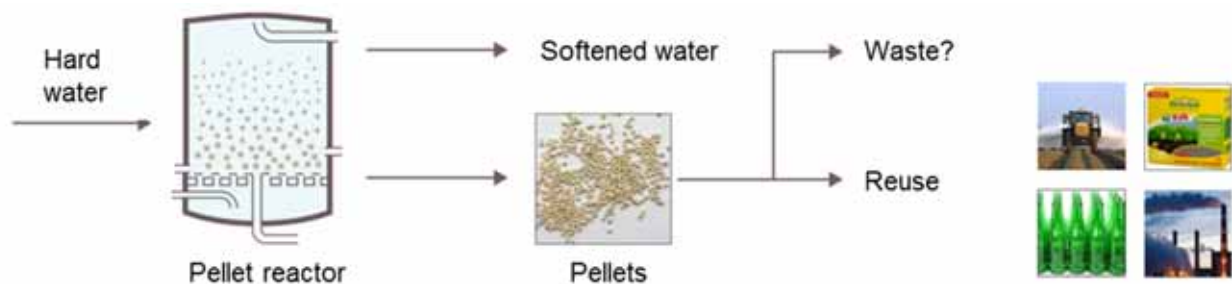 Hard
water
Softened water
Waste?
Reuse
Pellet reactor
Pellets